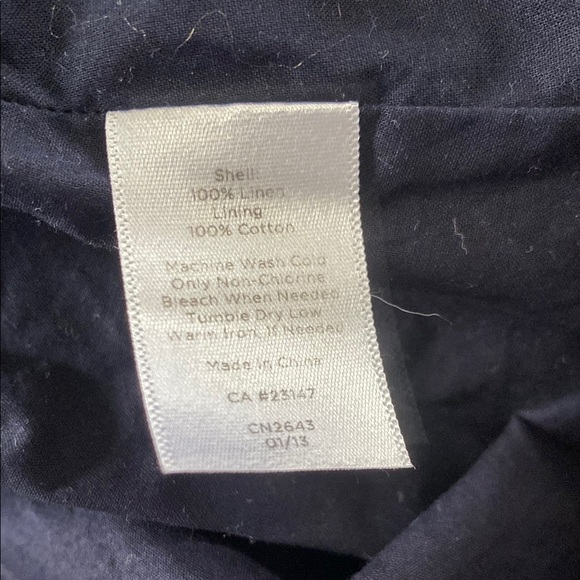 Shell:
100% Linen
Lining
100% Cotton
Machine Wash Cold
Only Non-Chlorine
Bleach When Needed
Tumble Dry Low
Warm Iron, If Needed
Made In China
CA #23147
CN2643
01/13